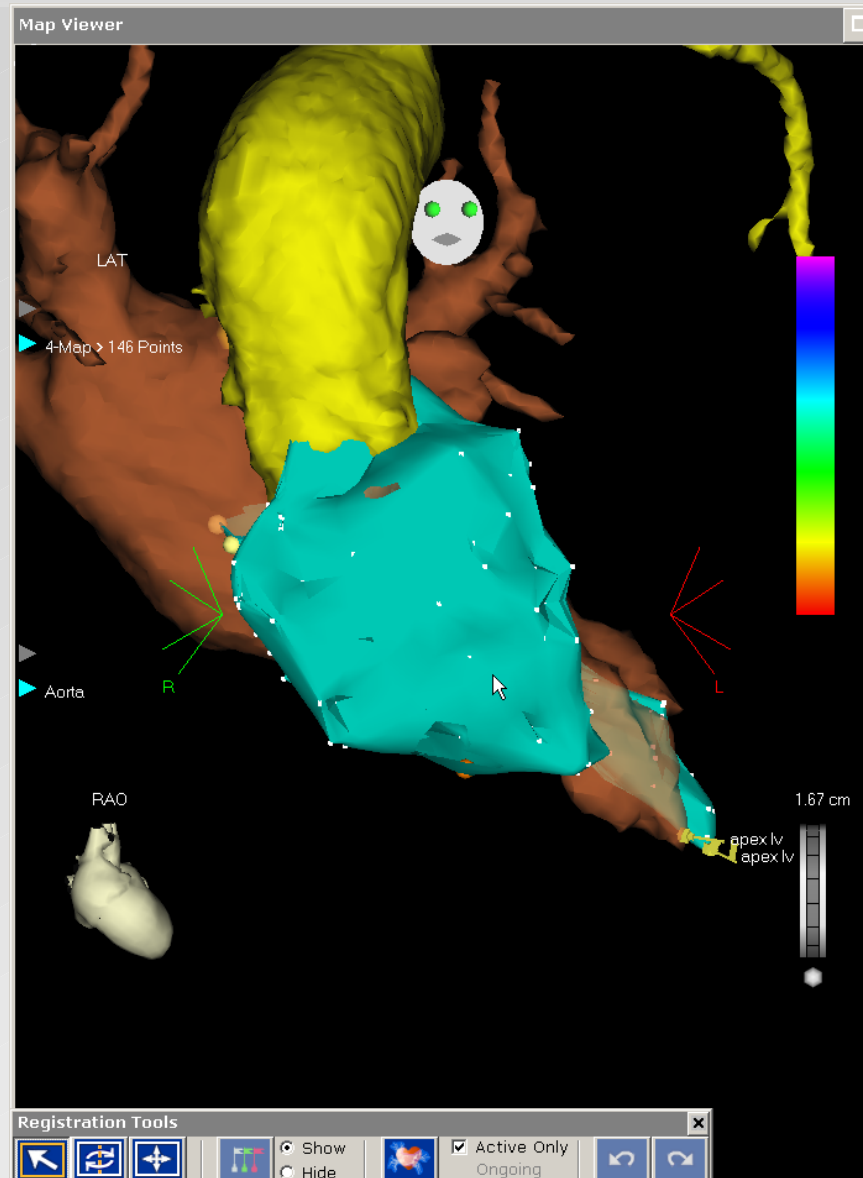 Map Viewer
LAT
4-Map > 146 Points
R
L
Aorta
RAO
1.67 cm
apex lv
apex lv
Registration Tools
Show
Hide
Active Only
Ongoing